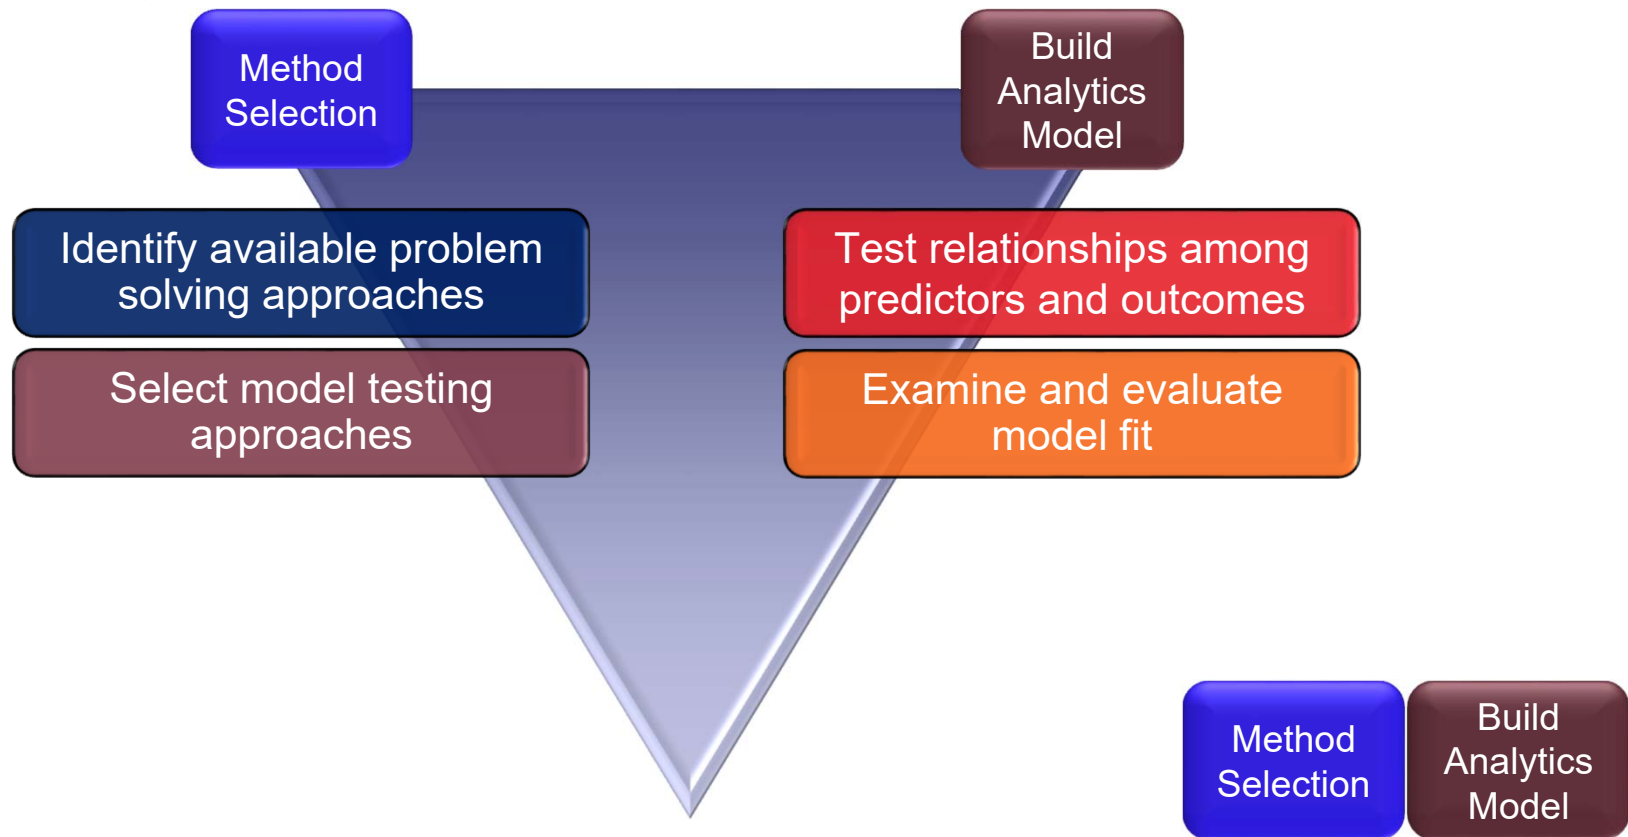 Method
Selection
Build
Analytics
Model
Identify available problem
solving approaches
Select model testing
approaches
Test relationships among
predictors and outcomes
Examine and evaluate
model fit
Method
Selection
Build
Analytics
Model